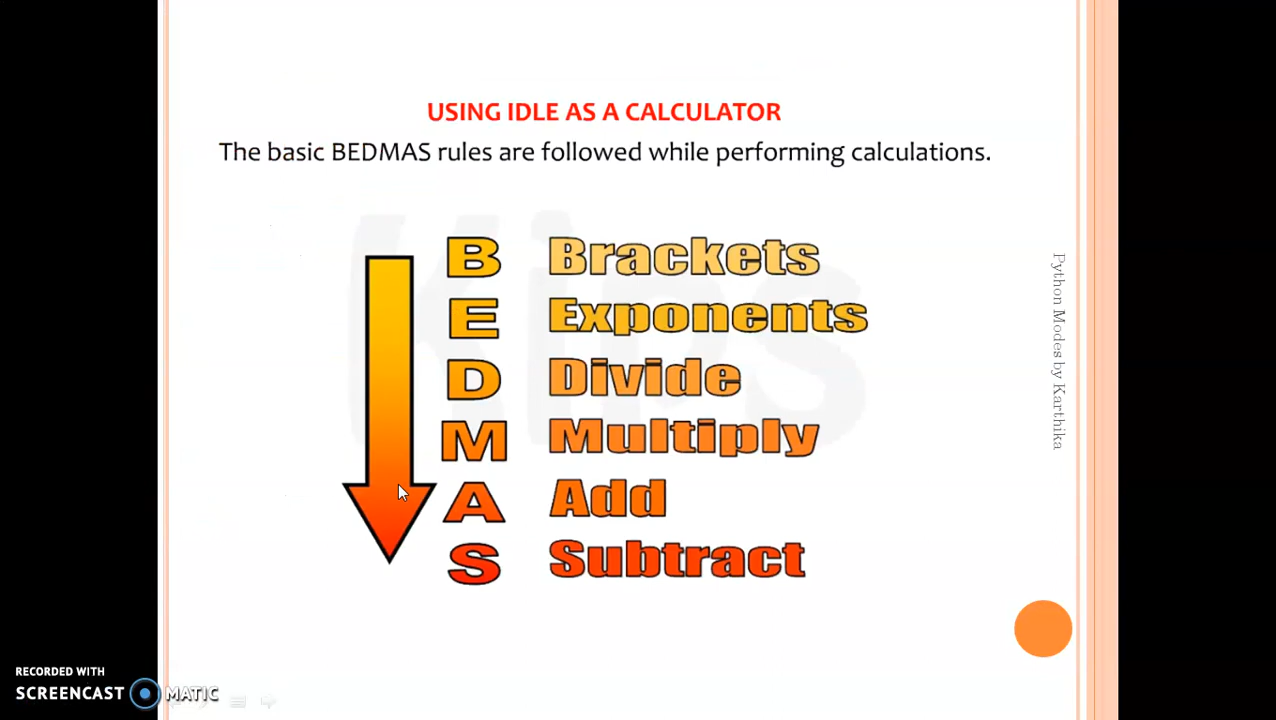 USING IDLE AS A CALCULATOR
The basic BEDMAS rules are followed while performing calculations.
Kips
B Brackets
E Exponents
D Divide
M Multiply
A Add
S Subtract
Python Modes by Karthika
RECORDED WITH
SCREENCAST MATIC